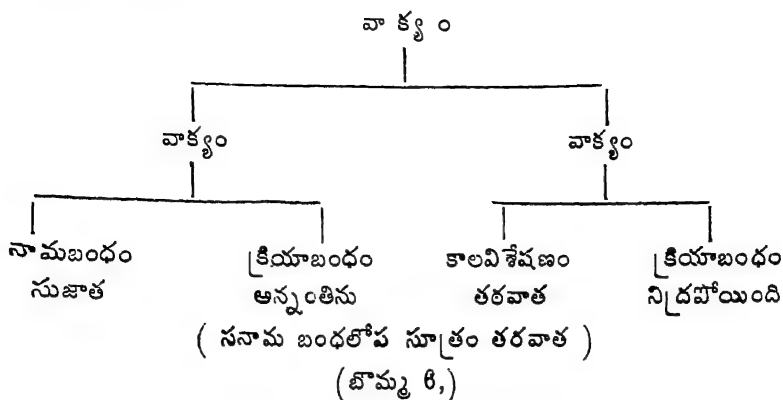 వాక్యం
వాక్యం వాక్యం
నామబంధం క్రియాబంధం కాలవిశేషణం క్రియాబంధం
సుజాత అన్నంతిను తరవాత నిద్రపోయింది
( సనామ బంధలోప సూత్రం తరవాత )
(బొమ్మ 8,)